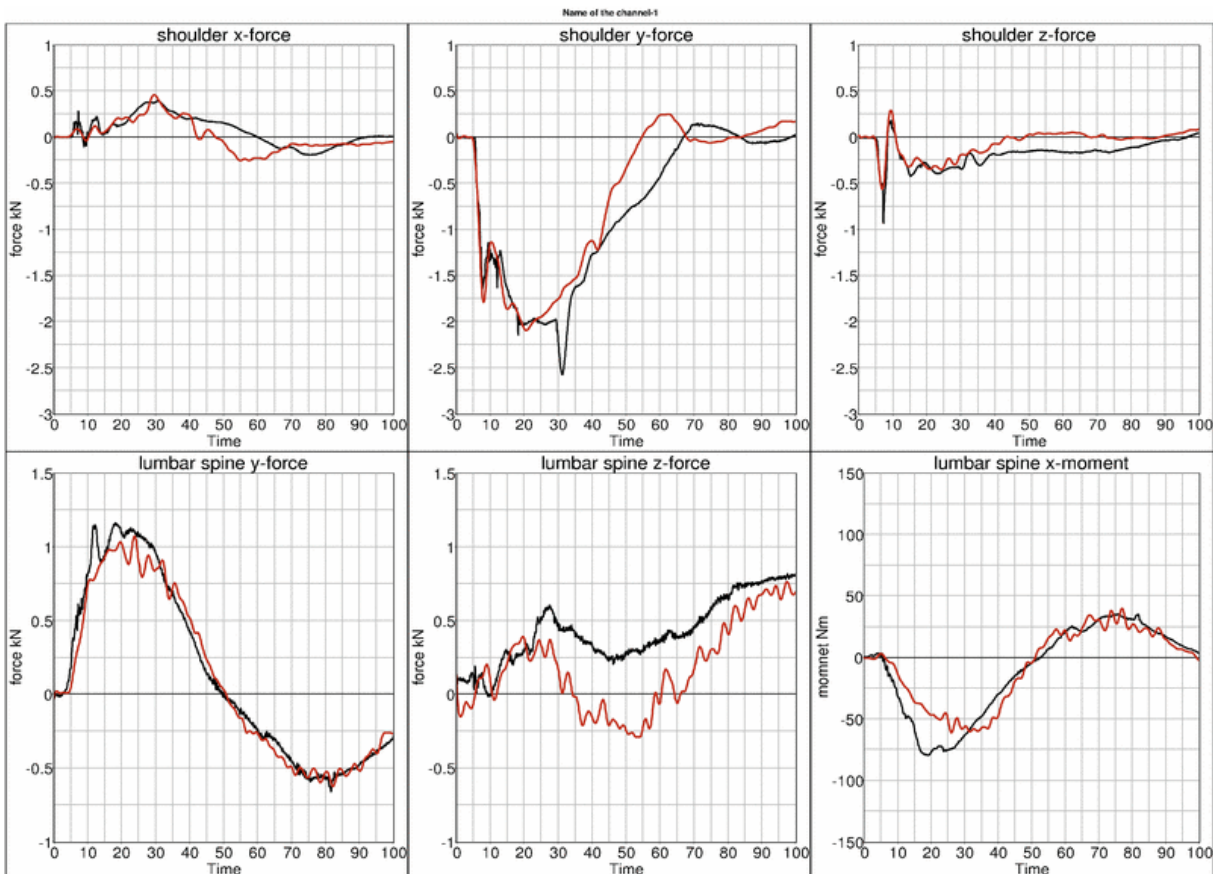 Name of the channel-1
shoulder x-force
shoulder y-force
shoulder z-force
1
0.5
0
-0.5
-1
-1.5
-2
-2.5
-3
force kN
0 10 20 30 40 50 60 70 80 90 100
Time
1
0.5
0
-0.5
-1
-1.5
-2
-2.5
-3
force kN
0 10 20 30 40 50 60 70 80 90 100
Time
1
0.5
0
-0.5
-1
-1.5
-2
-2.5
-3
force kN
0 10 20 30 40 50 60 70 80 90 100
Time
lumbar spine y-force
lumbar spine z-force
lumbar spine x-moment
1.5
1
0.5
0
-0.5
-1
force kN
0 10 20 30 40 50 60 70 80 90 100
Time
1.5
1
0.5
0
-0.5
-1
force kN
0 10 20 30 40 50 60 70 80 90 100
Time
150
100
50
0
-50
-100
-150
momnet Nm
0 10 20 30 40 50 60 70 80 90 100
Time